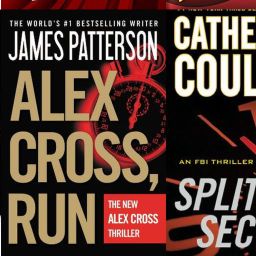 THE WORLD'S #1 BESTSELLING WRITER
JAMES PATTERSON
ALEX
CROSS,
RUN
THE NEW
ALEX CROSS
THRILLER
CATHE
COUL
AN FBI THRILLER
SPLIT
SEC